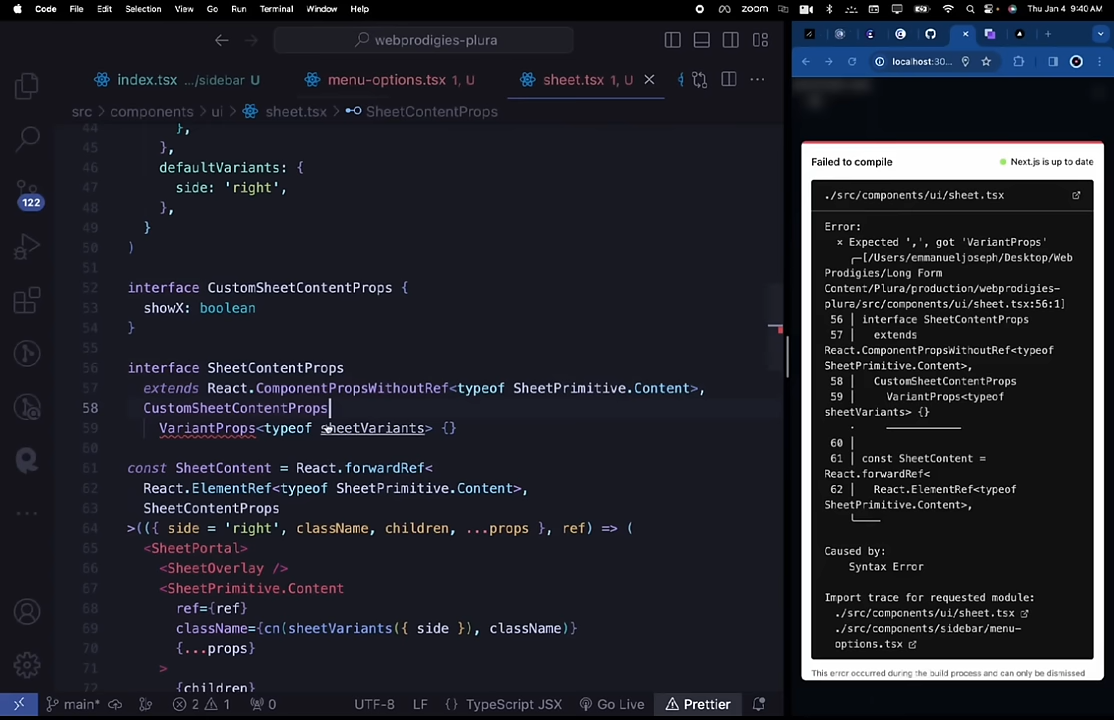 Code File Edit Selection View Go Run Terminal Window Help zoom Thu Jan 4 9:40 AM
webprodigies-plura
index.tsx .../sidebar U menu-options.tsx 1, U sheet.tsx 1, U
src components ui sheet.tsx SheetContentProps
44 },
45 },
46 defaultVariants: {
47 side: 'right',
48 },
49 }
50 )
51
52 interface CustomSheetContentProps {
53 showX: boolean
54 }
55
56 interface SheetContentProps
57 extends React.ComponentPropsWithoutRef<typeof SheetPrimitive.Content>,
58 CustomSheetContentProps
59 VariantProps<typeof sheetVariants> {}
60
61 const SheetContent = React.forwardRef<
62 React.ElementRef<typeof SheetPrimitive.Content>,
63 SheetContentProps
64 >(({ side = 'right', className, children, ...props }, ref) => (
65 <SheetPortal>
66 <SheetOverlay />
67 <SheetPrimitive.Content
68 ref={ref}
69 className={cn(sheetVariants({ side }), className)}
70 {...props}
71 >
72 {children}
122
main* 2 1 0 UTF-8 LF {} TypeScript JSX Go Live Prettier
localhost:30...
Failed to compile
Next.js is up to date
./src/components/ui/sheet.tsx
Error:
× Expected ',', got 'VariantProps'
[/Users/emmanueljoseph/Desktop/Web
Prodigies/Long Form
Content/Plura/production/webprodigies-
plura/src/components/ui/sheet.tsx:56:1]
56 | interface SheetContentProps
57 | extends
React.ComponentPropsWithoutRef<typeof
SheetPrimitive.Content>,
58 | CustomSheetContentProps
59 | VariantProps<typeof
sheetVariants> {}
60 |
61 | const SheetContent =
React.forwardRef<
62 | React.ElementRef<typeof
SheetPrimitive.Content>,
Caused by:
Syntax Error
Import trace for requested module:
./src/components/ui/sheet.tsx
./src/components/sidebar/menu-
options.tsx
This error occurred during the build process and can only be dismissed